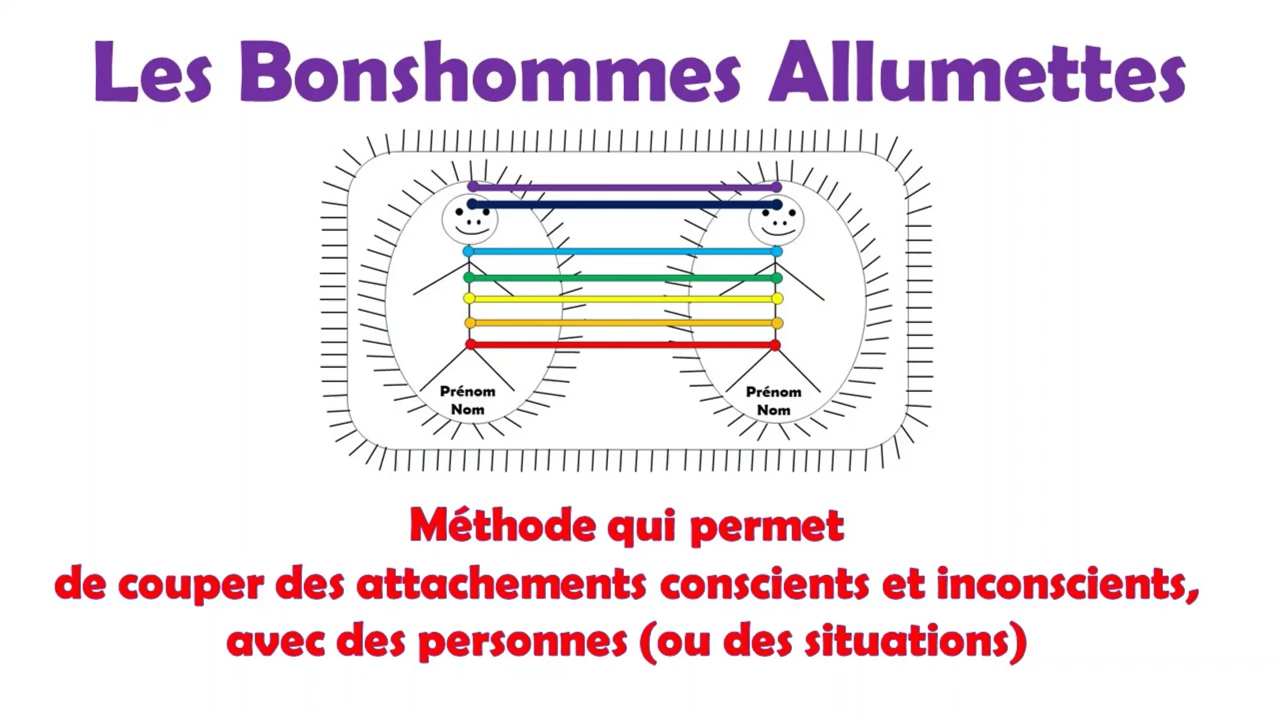 Les Bonshommes Allumettes
Prénom
Nom
Prénom
Nom
Méthode qui permet
de couper des attachements conscients et inconscients,
avec des personnes (ou des situations)